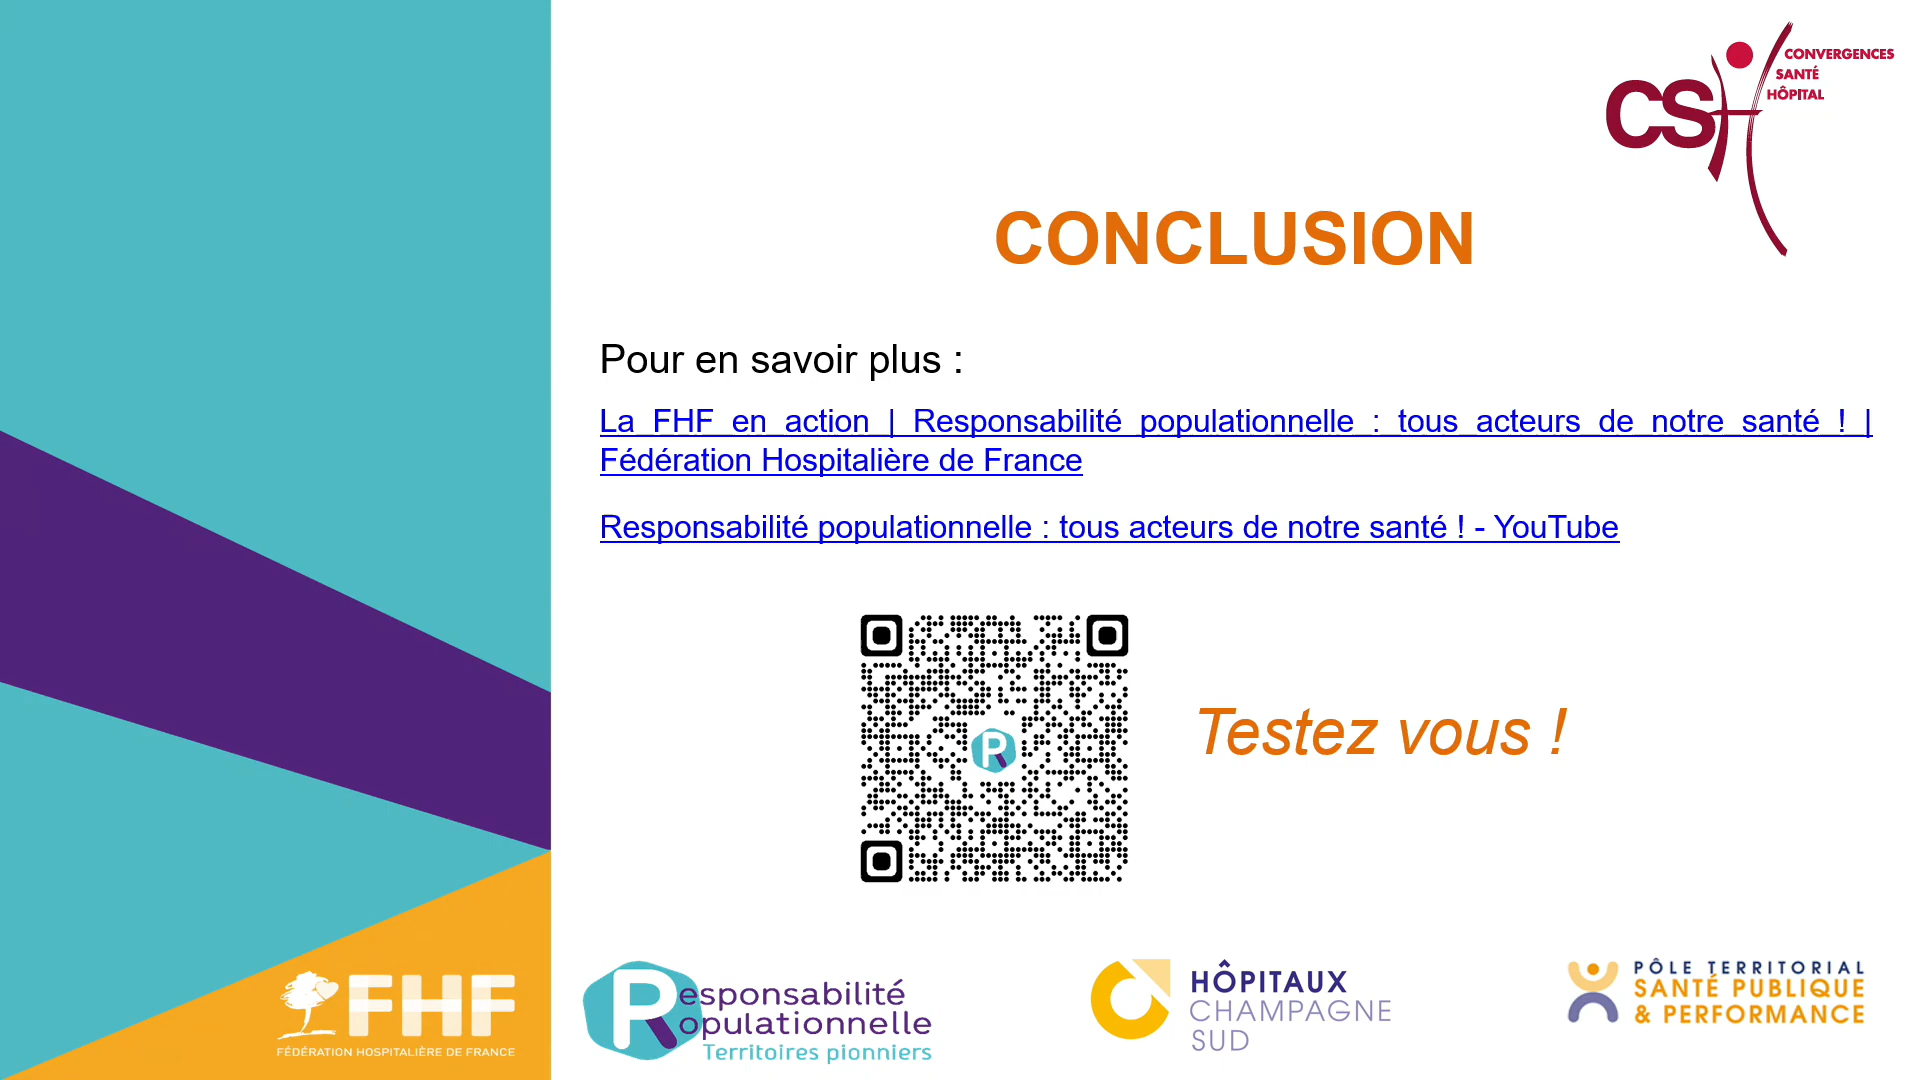 CSH
CONVERGENCES
SANTÉ
HÔPITAL
CONCLUSION
Pour en savoir plus :
La FHF en action | Responsabilité populationnelle : tous acteurs de notre santé ! |
Fédération Hospitalière de France
Responsabilité populationnelle : tous acteurs de notre santé ! - YouTube
R
Testez vous !
FHF
FÉDÉRATION HOSPITALIÈRE DE FRANCE
Responsabilité
opulationnelle
Territoires pionniers
HÔPITAUX
CHAMPAGNE
SUD
PÔLE TERRITORIAL
SANTÉ PUBLIQUE
& PERFORMANCE